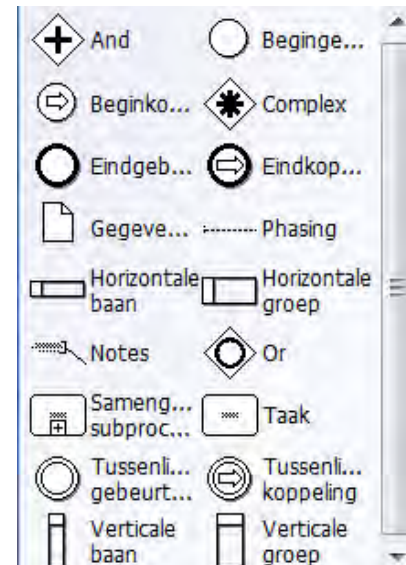 And Beginge...
Beginko... Complex
Eindgeb... Eindkop...
Gegeve... Phasing
Horizontale Horizontale
baan groep
Notes Or
Sameng... Taak
subproc...
Tussenli... Tussenli...
gebeurt... koppeling
Verticale Verticale
baan groep